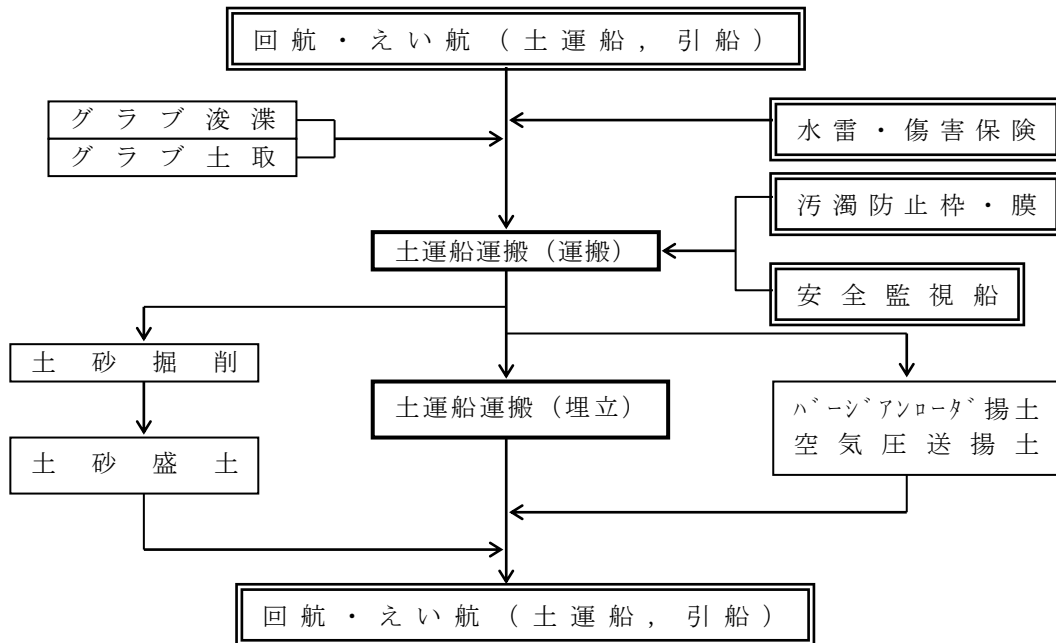 回航・えい航（土運船，引船）
グラブ浚渫
グラブ土取
水雷・傷害保険
汚濁防止枠・膜
土運船運搬（運搬）
安全監視船
土砂掘削
土運船運搬（埋立）
ﾊﾞｰｼﾞｱﾝﾛｰﾀﾞ揚土
空気圧送揚土
土砂盛土
回航・えい航（土運船，引船）